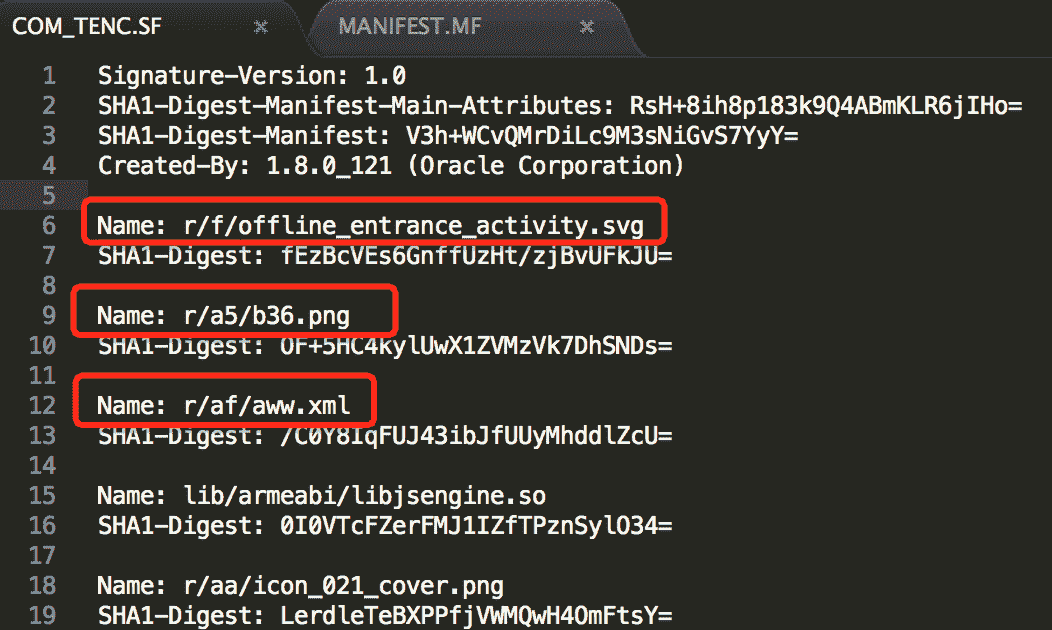 COM_TENC.SF × MANIFEST.MF ×
1 Signature-Version: 1.0
2 SHA1-Digest-Manifest-Main-Attributes: RsH+8ih8p183k9Q4ABmKLR6jIHo=
3 SHA1-Digest-Manifest: V3h+WCvQMrDiLc9M3sNiGvS7YyY=
4 Created-By: 1.8.0_121 (Oracle Corporation)
5
6 Name: r/f/offline_entrance_activity.svg
7 SHA1-Digest: fEzBcVEs6GnffUzHt/zjBvUFkJU=
8
9 Name: r/a5/b36.png
10 SHA1-Digest: OF+5HC4kylUwX1ZVMzVk7DhSNDs=
11
12 Name: r/af/aww.xml
13 SHA1-Digest: /C0Y8IqFUJ43ibJfUUyMhddlZcU=
14
15 Name: lib/armeabi/libjsengine.so
16 SHA1-Digest: 0I0VTcFZerFMJ1IZfTPznSylO34=
17
18 Name: r/aa/icon_021_cover.png
19 SHA1-Digest: LerdleTeBXPPfjVWMQwH4OmFtsY=